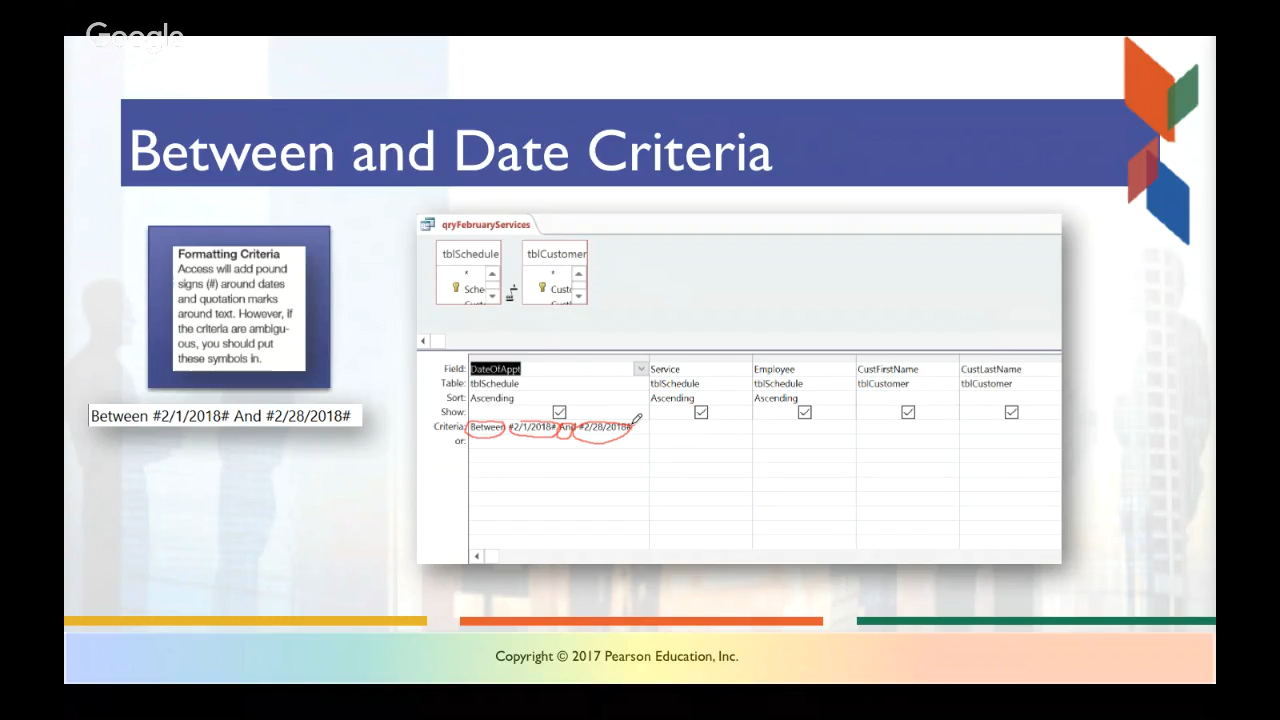 Google
Between and Date Criteria
Formatting Criteria
Access will add pound
signs (#) around dates
and quotation marks
around text. However, if
the criteria are ambigu-
ous, you should put
these symbols in.
Between #2/1/2018# And #2/28/2018#
qryFebruaryServices
tblSchedule tblCustomer
* *
Sche Custo
Field: DateOfAppt Service Employee CustFirstName CustLastName
Table: tblSchedule tblSchedule tblSchedule tblCustomer tblCustomer
Sort: Ascending Ascending Ascending
Show:
Criteria: Between #2/1/2018# And #2/28/2018#
or:
Copyright © 2017 Pearson Education, Inc.